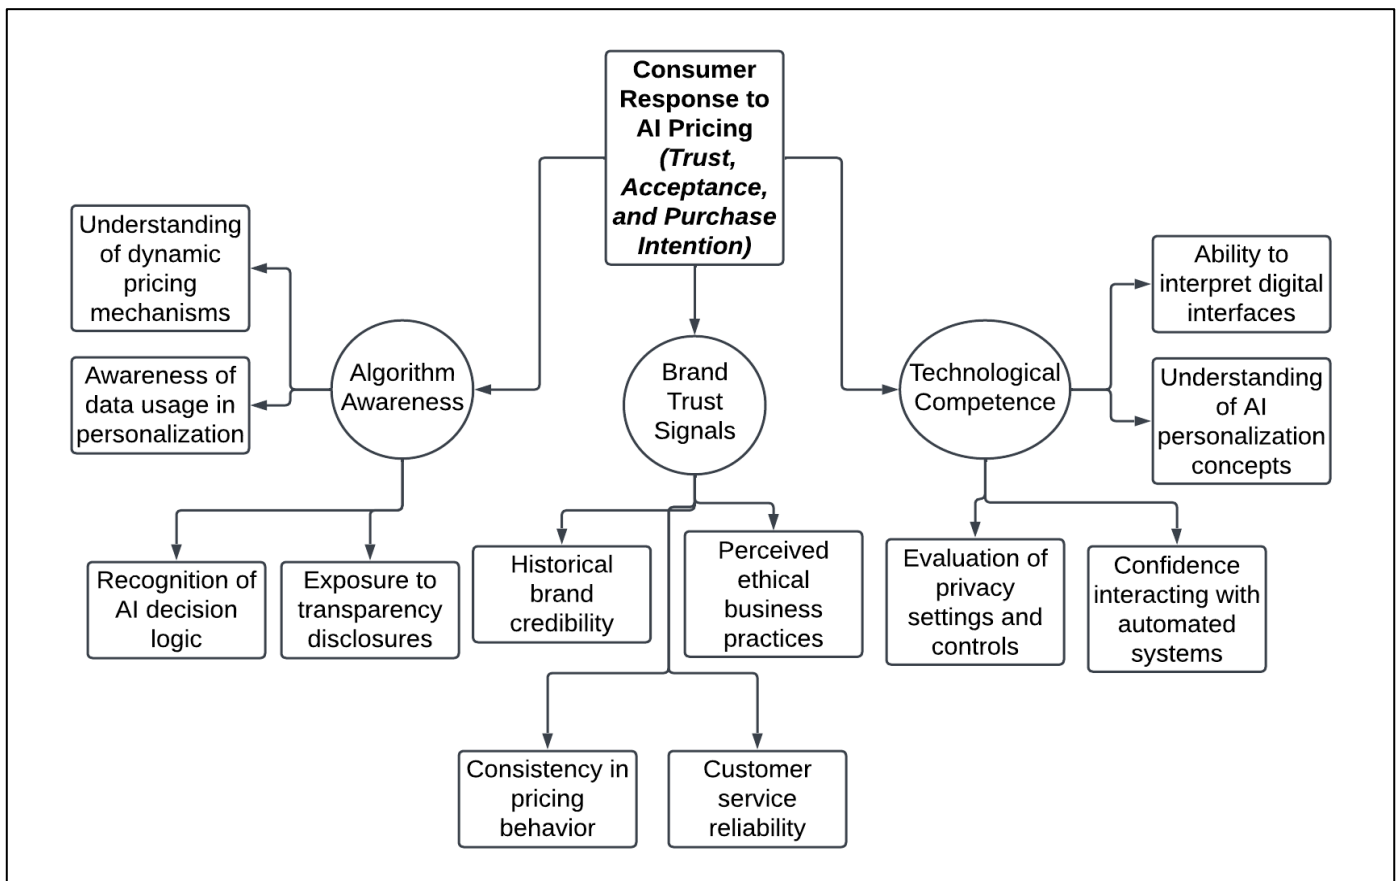 Consumer
Response to
AI Pricing
(Trust,
Acceptance,
and Purchase
Intention)
Understanding
of dynamic
pricing
mechanisms
Awareness of
data usage in
personalization
Algorithm
Awareness
Brand
Trust
Signals
Technological
Competence
Ability to
interpret digital
interfaces
Understanding
of AI
personalization
concepts
Recognition of
AI decision
logic
Exposure to
transparency
disclosures
Historical
brand
credibility
Perceived
ethical
business
practices
Evaluation of
privacy
settings and
controls
Confidence
interacting with
automated
systems
Consistency in
pricing
behavior
Customer
service
reliability